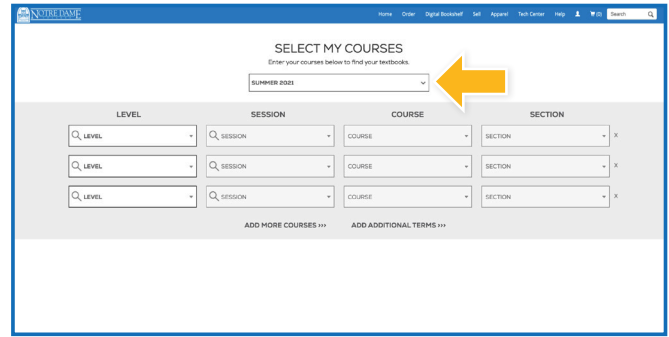 NOTRE DAME
Home Order Digital Bookshelf Sell Apparel Tech Center Help (0) Search
SELECT MY COURSES
Enter your courses below to find your textbooks.
SUMMER 2021
LEVEL SESSION COURSE SECTION
LEVEL SESSION COURSE SECTION X
LEVEL SESSION COURSE SECTION X
LEVEL SESSION COURSE SECTION X
ADD MORE COURSES >>> ADD ADDITIONAL TERMS >>>